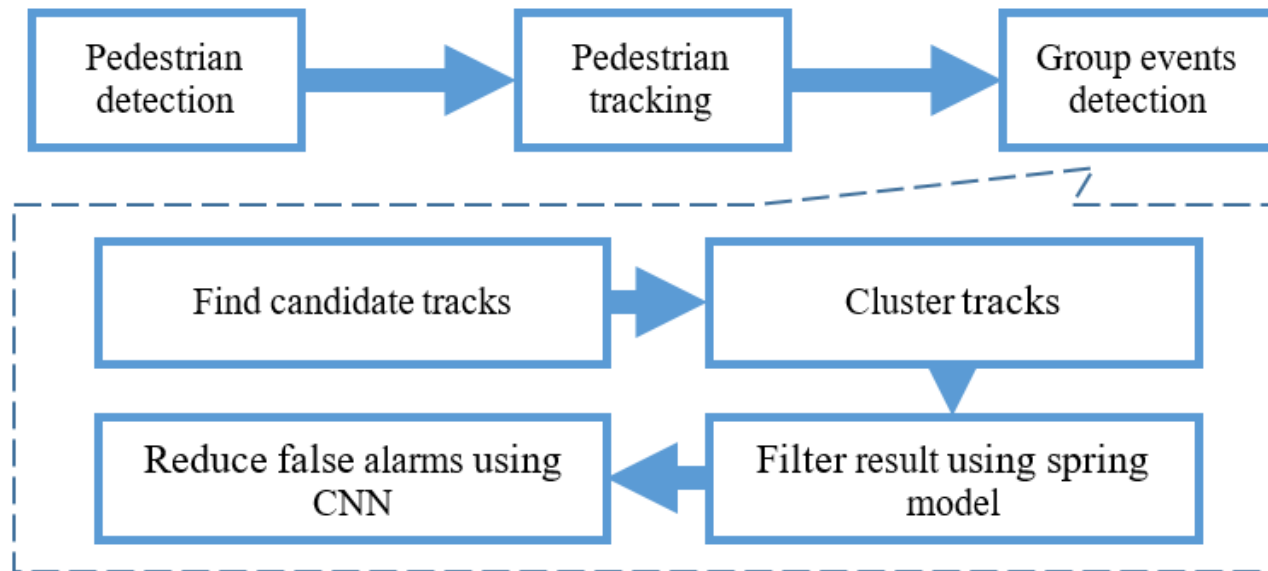 Pedestrian
detection
Pedestrian
tracking
Group events
detection
Find candidate tracks
Cluster tracks
Filter result using spring
model
Reduce false alarms using
CNN